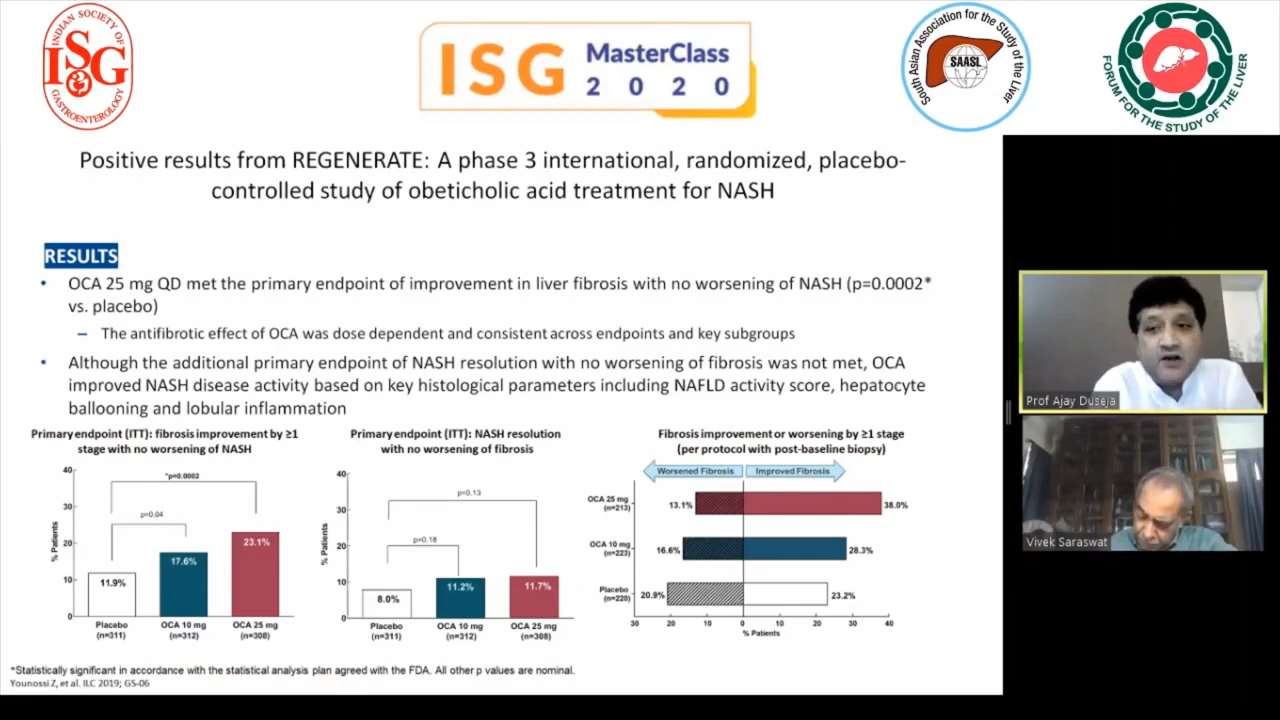 INDIAN SOCIETY OF
ISG
GASTROENTEROLOGY
ISG MasterClass
2020
South Asian Association for the Study of the Liver
SAASL
FORUM FOR THE STUDY OF THE LIVER
Positive results from REGENERATE: A phase 3 international, randomized, placebo-
controlled study of obeticholic acid treatment for NASH
RESULTS
• OCA 25 mg QD met the primary endpoint of improvement in liver fibrosis with no worsening of NASH (p=0.0002*
vs. placebo)
– The antifibrotic effect of OCA was dose dependent and consistent across endpoints and key subgroups
• Although the additional primary endpoint of NASH resolution with no worsening of fibrosis was not met, OCA
improved NASH disease activity based on key histological parameters including NAFLD activity score, hepatocyte
ballooning and lobular inflammation
Primary endpoint (ITT): fibrosis improvement by ≥1
stage with no worsening of NASH
% Patients
40
30
20
10
0
*p=0.0002
p=0.04
11.9%
17.6%
23.1%
Placebo
(n=311)
OCA 10 mg
(n=312)
OCA 25 mg
(n=308)
Primary endpoint (ITT): NASH resolution
with no worsening of fibrosis
% Patients
40
30
20
10
0
p=0.13
p=0.18
8.0%
11.2%
11.7%
Placebo
(n=311)
OCA 10 mg
(n=312)
OCA 25 mg
(n=308)
Fibrosis improvement or worsening by ≥1 stage
(per protocol with post-baseline biopsy)
Worsened Fibrosis
Improved Fibrosis
OCA 25 mg
(n=213)
13.1%
38.0%
OCA 10 mg
(n=223)
16.6%
28.3%
Placebo
(n=220)
20.9%
23.2%
30 20 10 0 10 20 30 40
% Patients
*Statistically significant in accordance with the statistical analysis plan agreed with the FDA. All other p values are nominal.
Younossi Z, et al. ILC 2019; GS-06
Prof Ajay Duseja
Vivek Saraswat